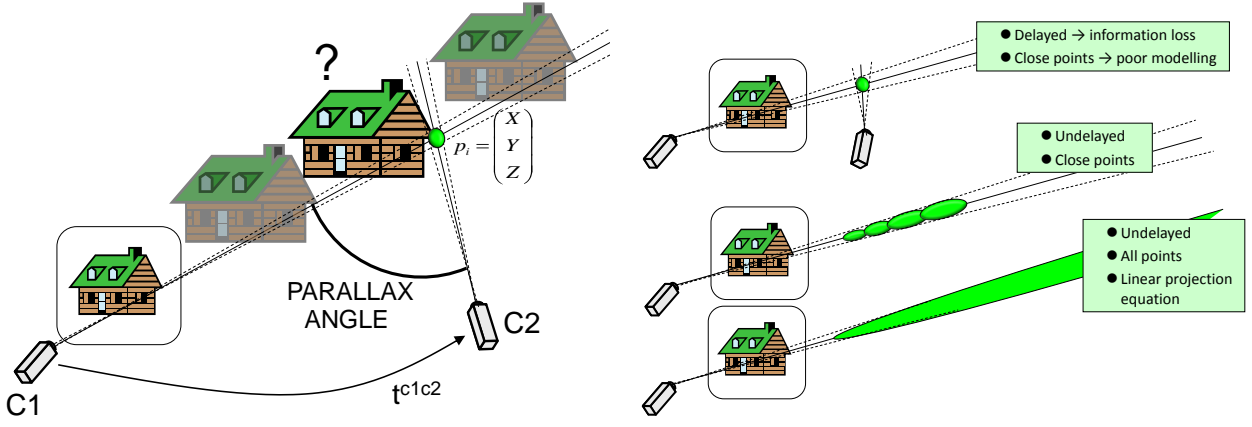 ?
p_i = (X
Y
Z)
PARALLAX
ANGLE
C1
C2
t^{c1c2}
● Delayed → information loss
● Close points → poor modelling
● Undelayed
● Close points
● Undelayed
● All points
● Linear projection
equation